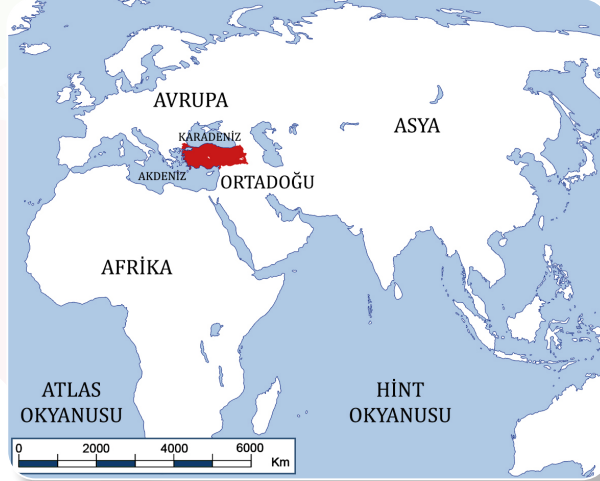 AVRUPA
ASYA
KARADENİZ
AKDENİZ
ORTADOĞU
AFRİKA
ATLAS
OKYANUSU
HİNT
OKYANUSU
0 2000 4000 6000
Km